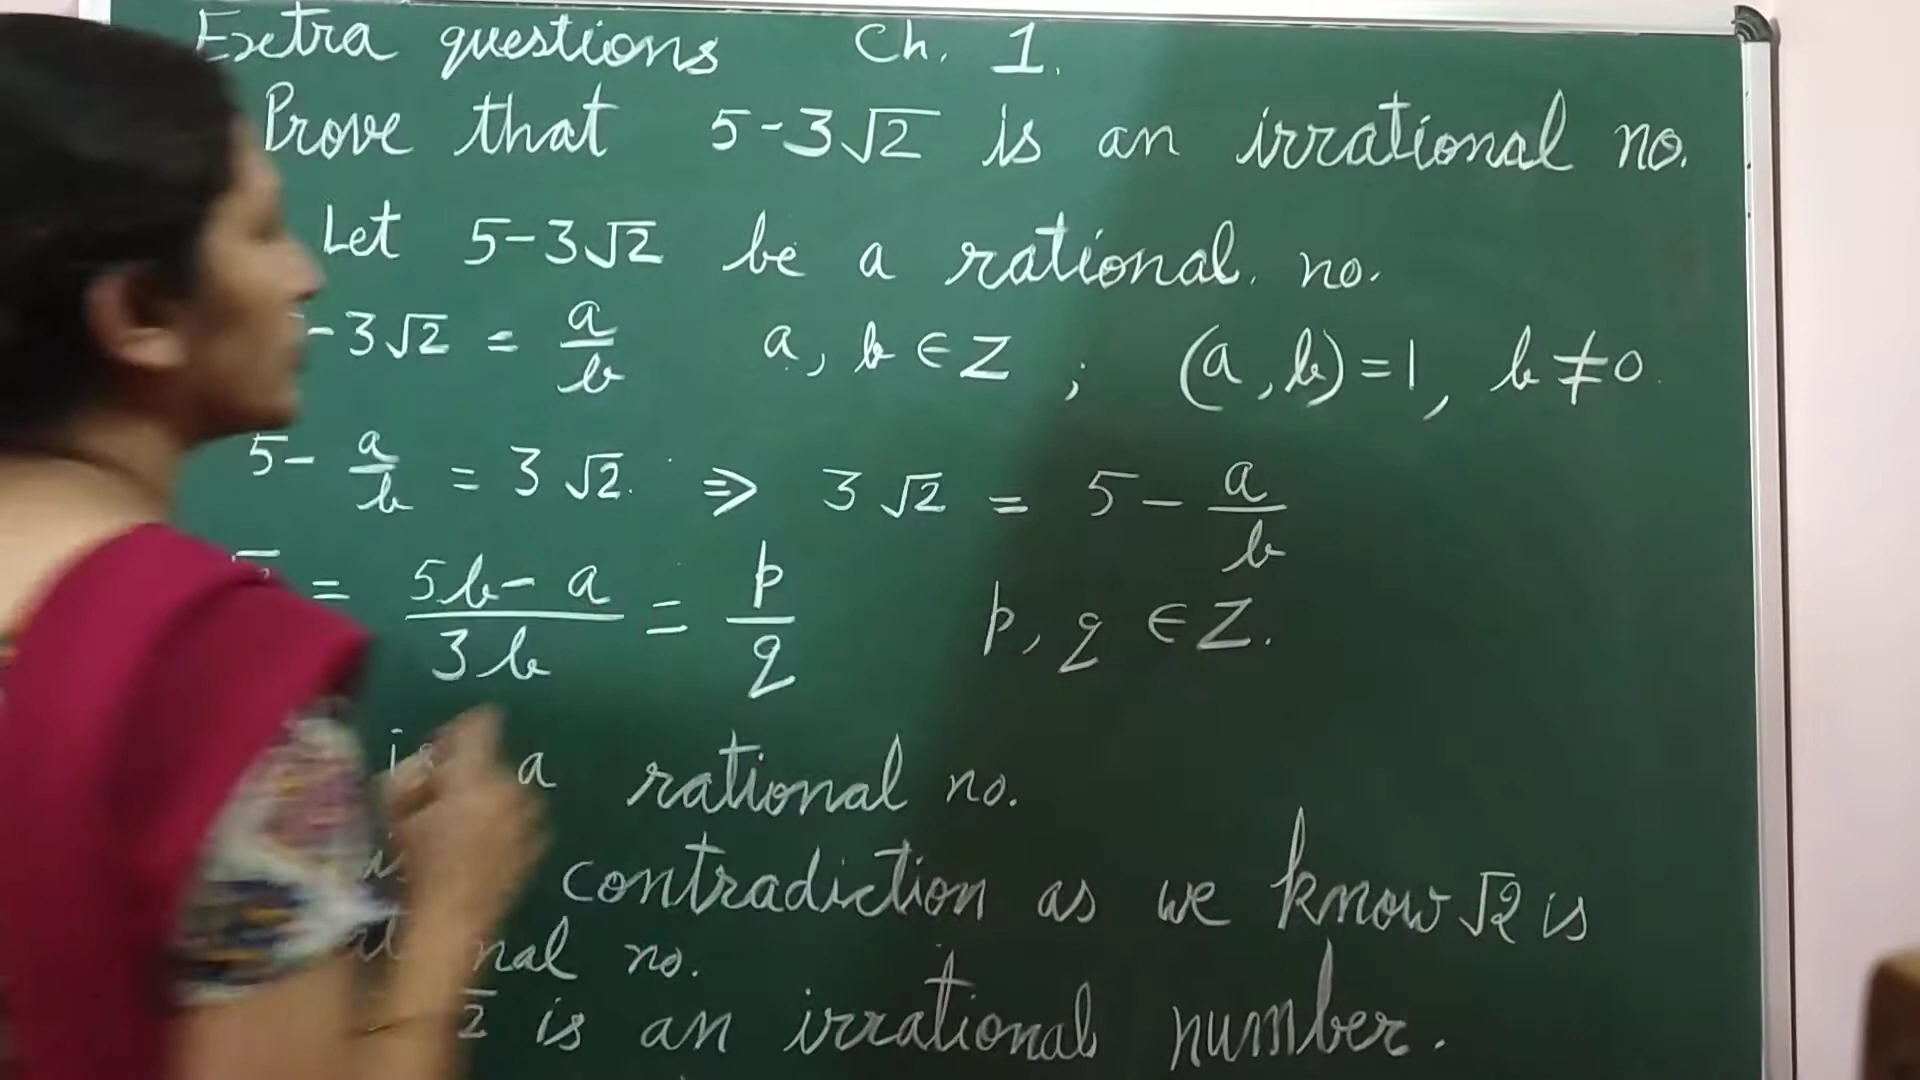 Extra questions Ch. 1.
Prove that 5-3√2 is an irrational no.
Let 5-3√2 be a rational. no.
-3√2 = a/b a, b ∈ Z ; (a, b) = 1, b ≠ 0.
5 - a/b = 3√2. ⇒ 3√2 = 5 - a/b
= 5b - a / 3b = p/q p, q ∈ Z.
is a rational no.
contradiction as we know √2 is
nal no.
2 is an irrational number.